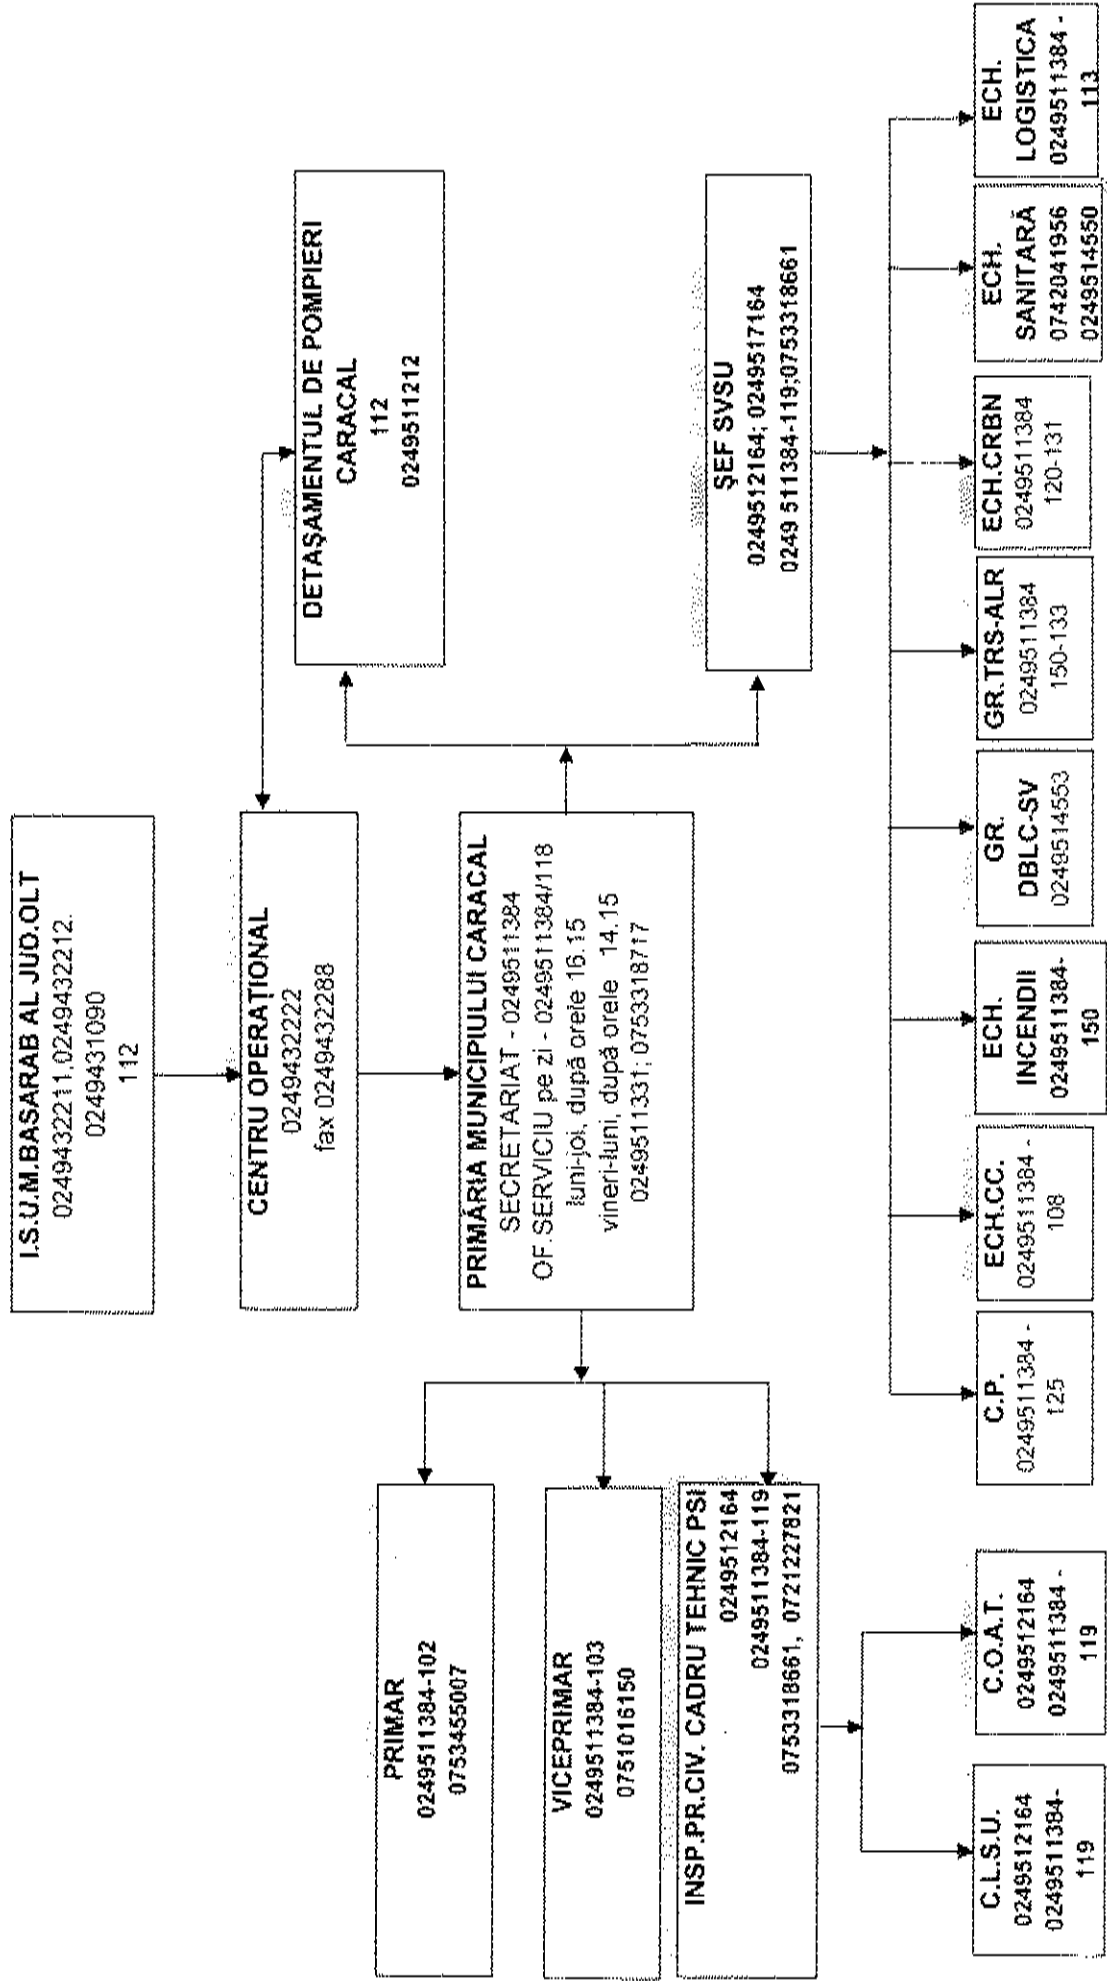 I.S.U.M.BASARAB AL JUD.OLT
0249432211,0249432212.
0249431090
112
CENTRU OPERAȚIONAL
0249432222
fax 0249432288
DETAȘAMENTUL DE POMPIERI
CARACAL
112
0249511212
PRIMĂRIA MUNICIPIULUI CARACAL
SECRETARIAT - 0249511384
OF.SERVICIU pe zi - 0249511384/118
luni-joi, după orele 16.15
vineri-luni, după orele 14.15
0249511331; 0753318717
PRIMAR
0249511384-102
0753455007
VICEPRIMAR
0249511384-103
0751016150
INSP.PR.CIV. CADRU TEHNIC PSI
0249512164
0249511384-119
0753318661, 0721227821
ȘEF SVSU
0249512164; 0249517164
0249 511384-119;0753318661
C.L.S.U.
0249512164
0249511384-
119
C.O.A.T.
0249512164
0249511384 -
119
C.P.
0249511384 -
125
ECH.CC.
0249511384 -
108
ECH.
INCENDII
0249511384-
150
GR.
DBLC-SV
0249514553
GR.TRS-ALR
0249511384
150-133
ECH.CRBN
0249511384
120-131
ECH.
SANITARĂ
0742041956
0249514550
ECH.
LOGISTICA
0249511384 -
113